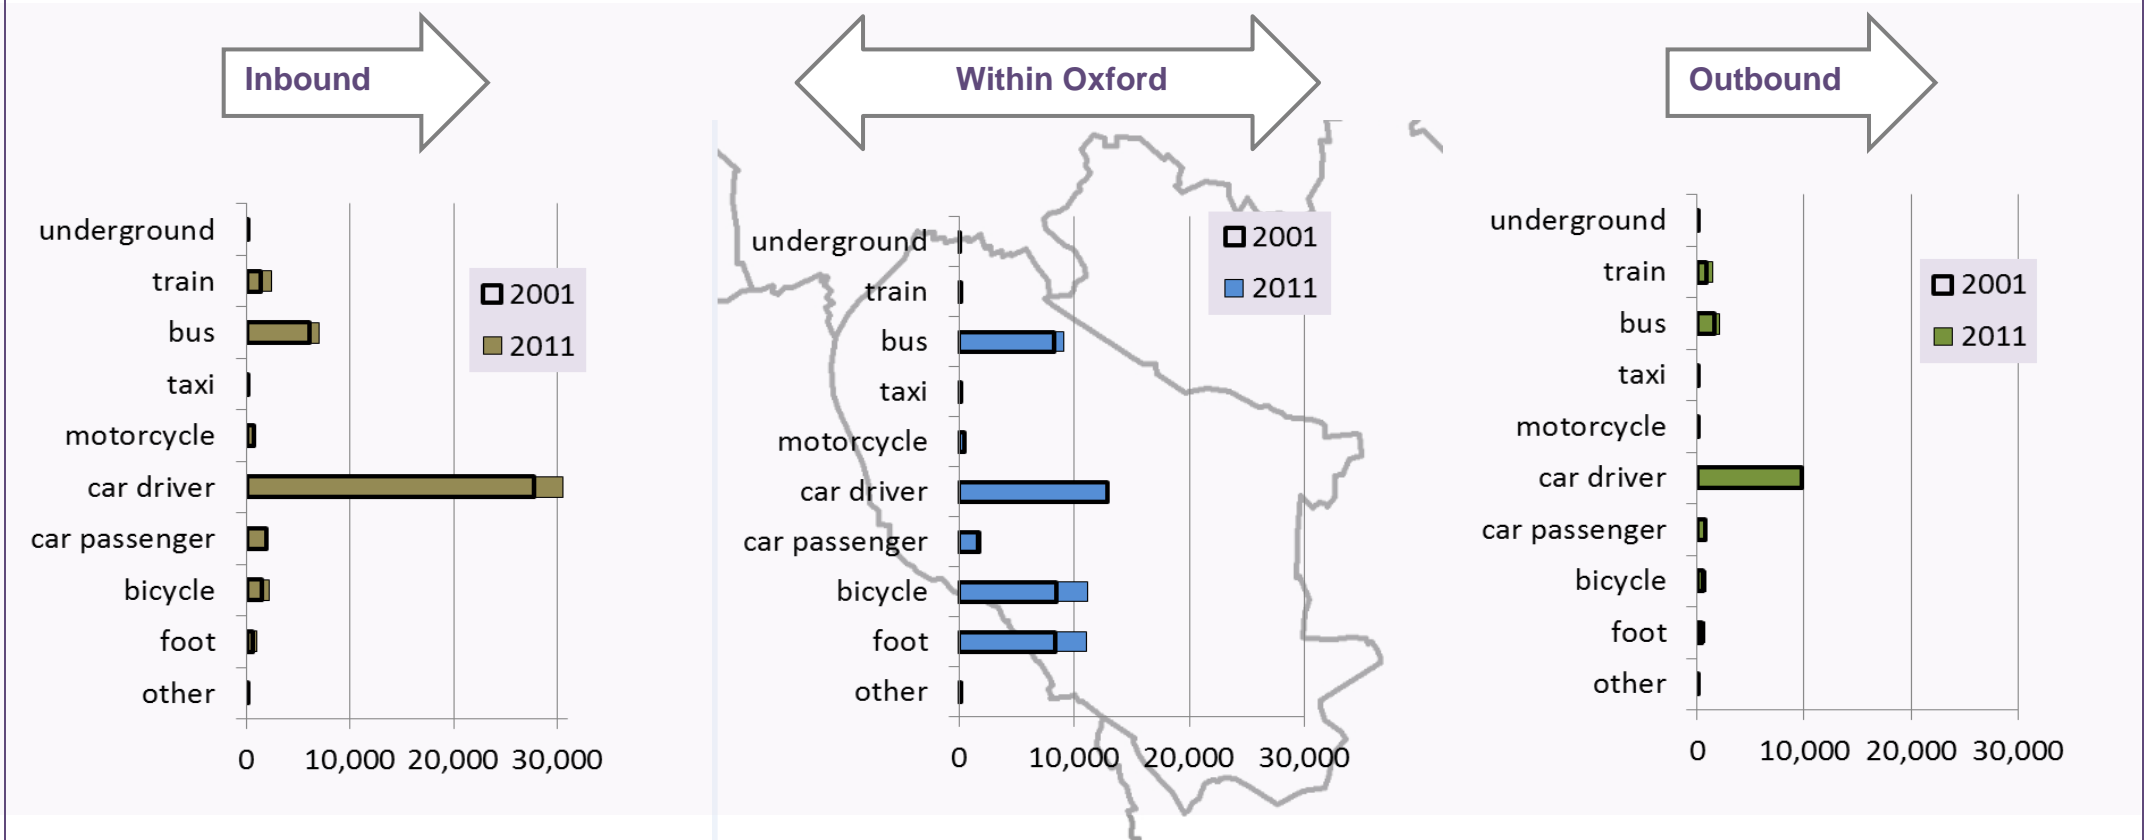 Inbound
Within Oxford
Outbound
underground
train
bus
taxi
motorcycle
car driver
car passenger
bicycle
foot
other
0 10,000 20,000 30,000
2001
2011
underground
train
bus
taxi
motorcycle
car driver
car passenger
bicycle
foot
other
0 10,000 20,000 30,000
2001
2011
underground
train
bus
taxi
motorcycle
car driver
car passenger
bicycle
foot
other
0 10,000 20,000 30,000
2001
2011